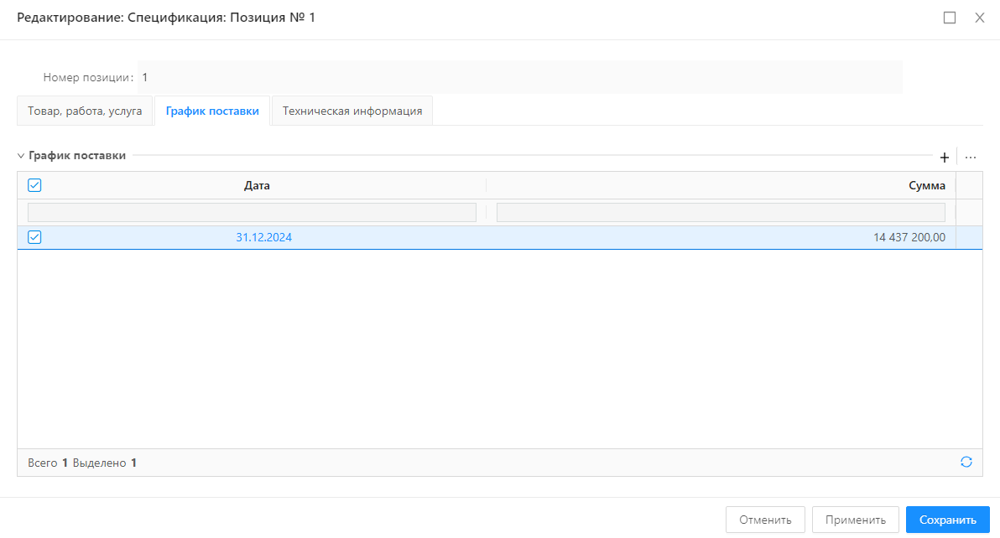 Редактирование: Спецификация: Позиция № 1
Номер позиции: 1
Товар, работа, услуга График поставки Техническая информация
График поставки
Дата Сумма
31.12.2024 14 437 200,00
Всего 1 Выделено 1
Отменить Применить Сохранить